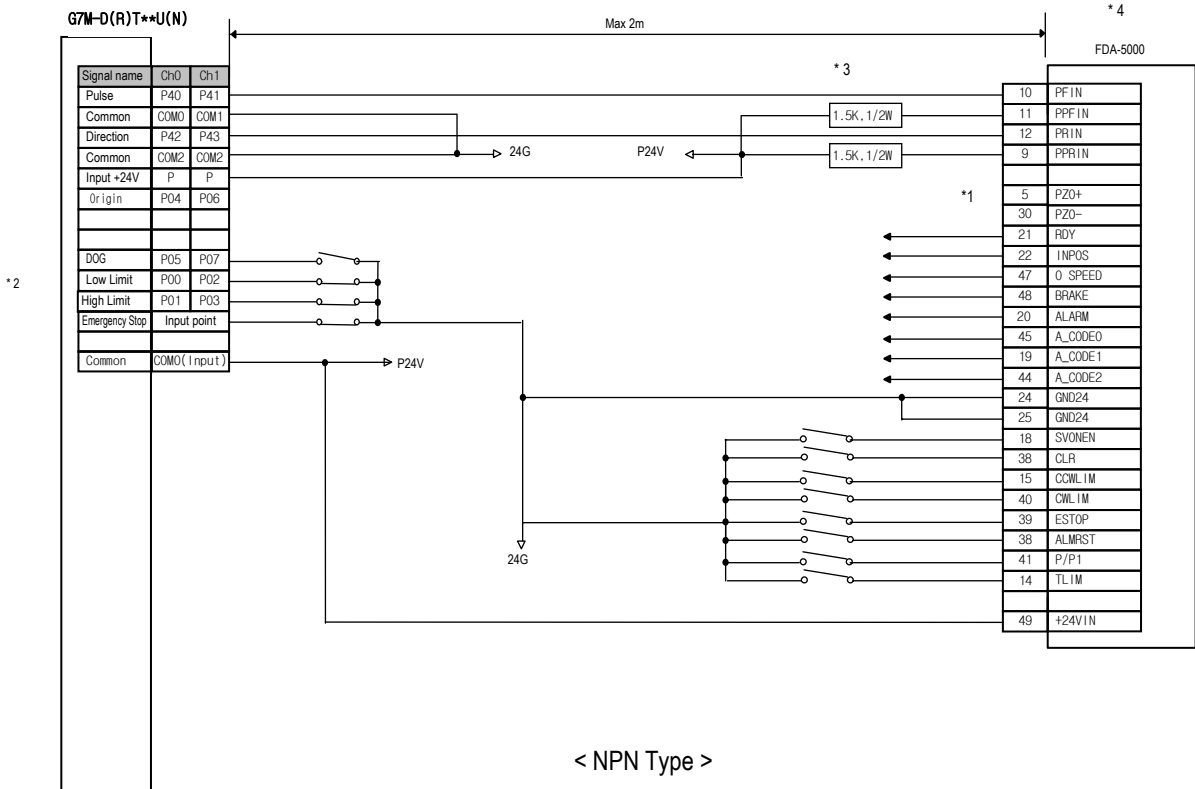 G7M-D(R)T**U(N)
Max 2m
* 4
FDA-5000
* 3
Signal name Ch0 Ch1
Pulse P40 P41
Common COM0 COM1
Direction P42 P43
Common COM2 COM2
Input +24V P P
Origin P04 P06
DOG P05 P07
Low Limit P00 P02
High Limit P01 P03
Emergency Stop Input point
Common COM0(Input)
* 2
24G
P24V
1.5K,1/2W
1.5K,1/2W
*1
P24V
24G
24G
10 PFIN
11 PPFIN
12 PRIN
9 PPRIN
5 PZO+
30 PZO-
21 RDY
22 INPOS
47 0 SPEED
48 BRAKE
20 ALARM
45 A_CODE0
19 A_CODE1
44 A_CODE2
24 GND24
25 GND24
18 SVONEN
38 CLR
15 CCWLIM
40 CWLIM
39 ESTOP
38 ALMRST
41 P/P1
14 TLIM
49 +24VIN
< NPN Type >